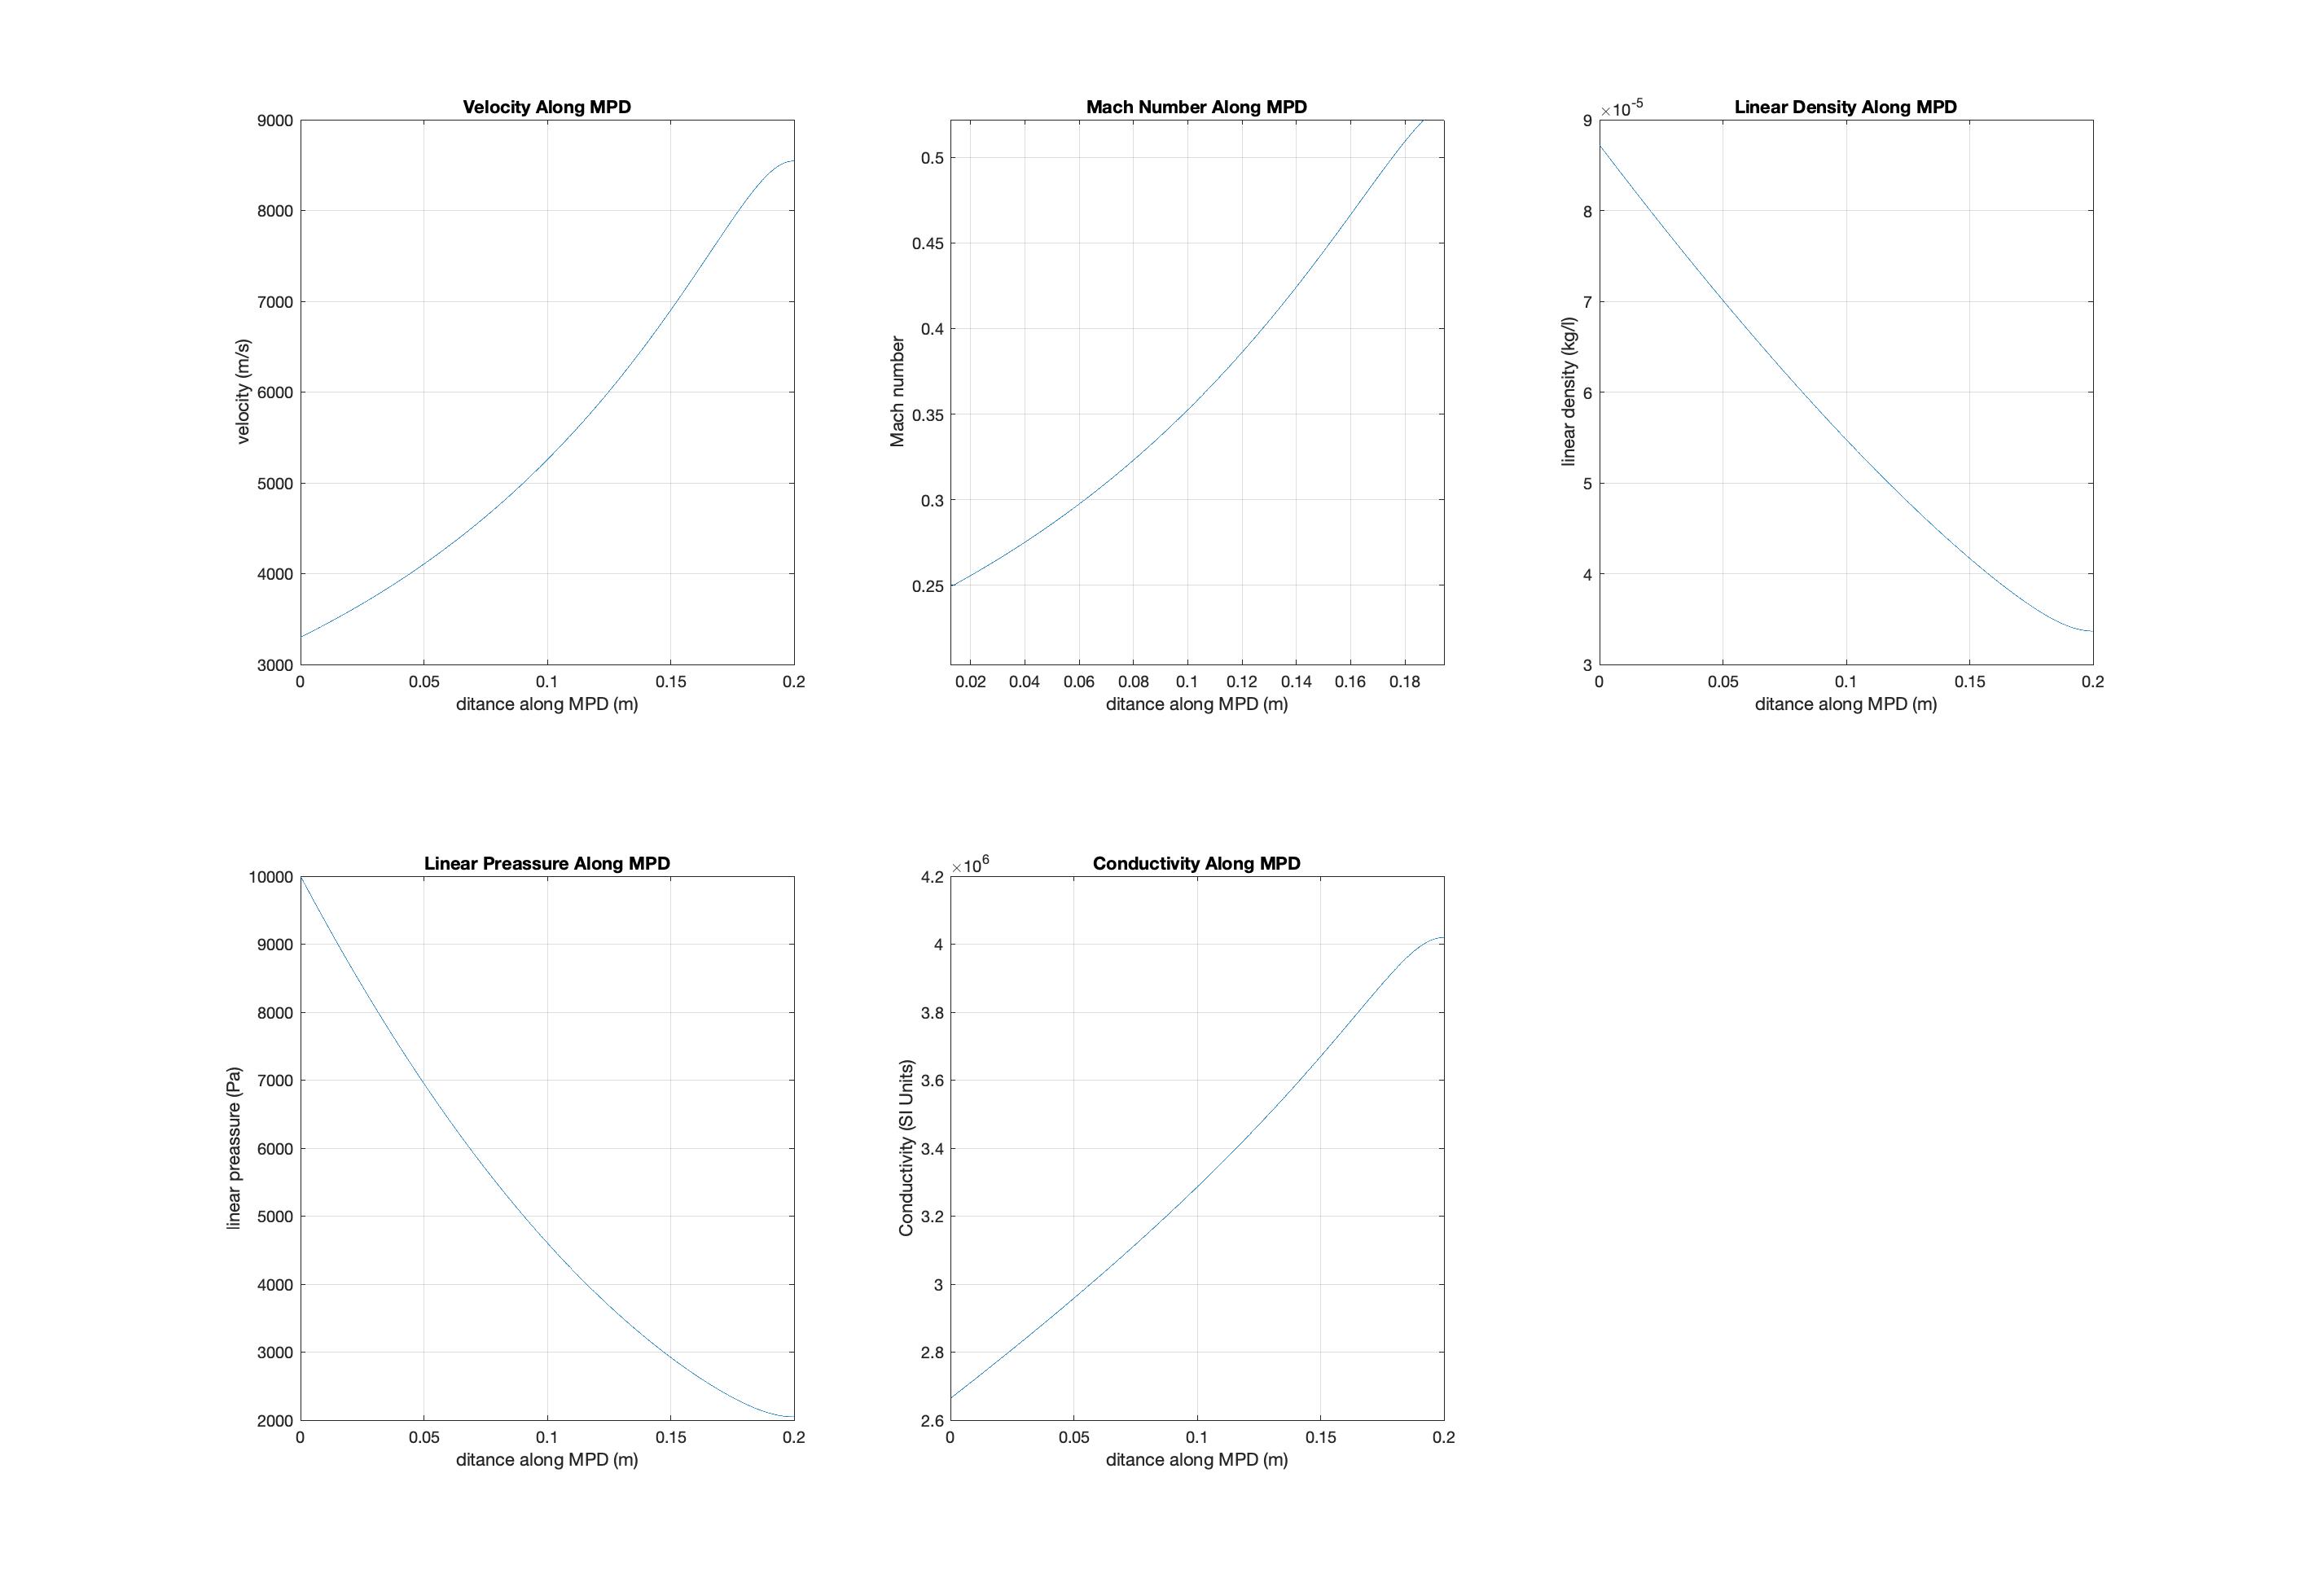 Velocity Along MPD
9000
8000
7000
6000
5000
4000
3000
velocity (m/s)
0 0.05 0.1 0.15 0.2
ditance along MPD (m)
Mach Number Along MPD
0.5
0.45
0.4
0.35
0.3
0.25
Mach number
0.02 0.04 0.06 0.08 0.1 0.12 0.14 0.16 0.18
ditance along MPD (m)
Linear Density Along MPD
×10-5
9
8
7
6
5
4
3
linear density (kg/l)
0 0.05 0.1 0.15 0.2
ditance along MPD (m)
Linear Preassure Along MPD
10000
9000
8000
7000
6000
5000
4000
3000
2000
linear preassure (Pa)
0 0.05 0.1 0.15 0.2
ditance along MPD (m)
Conductivity Along MPD
×106
4.2
4
3.8
3.6
3.4
3.2
3
2.8
2.6
Conductivity (SI Units)
0 0.05 0.1 0.15 0.2
ditance along MPD (m)